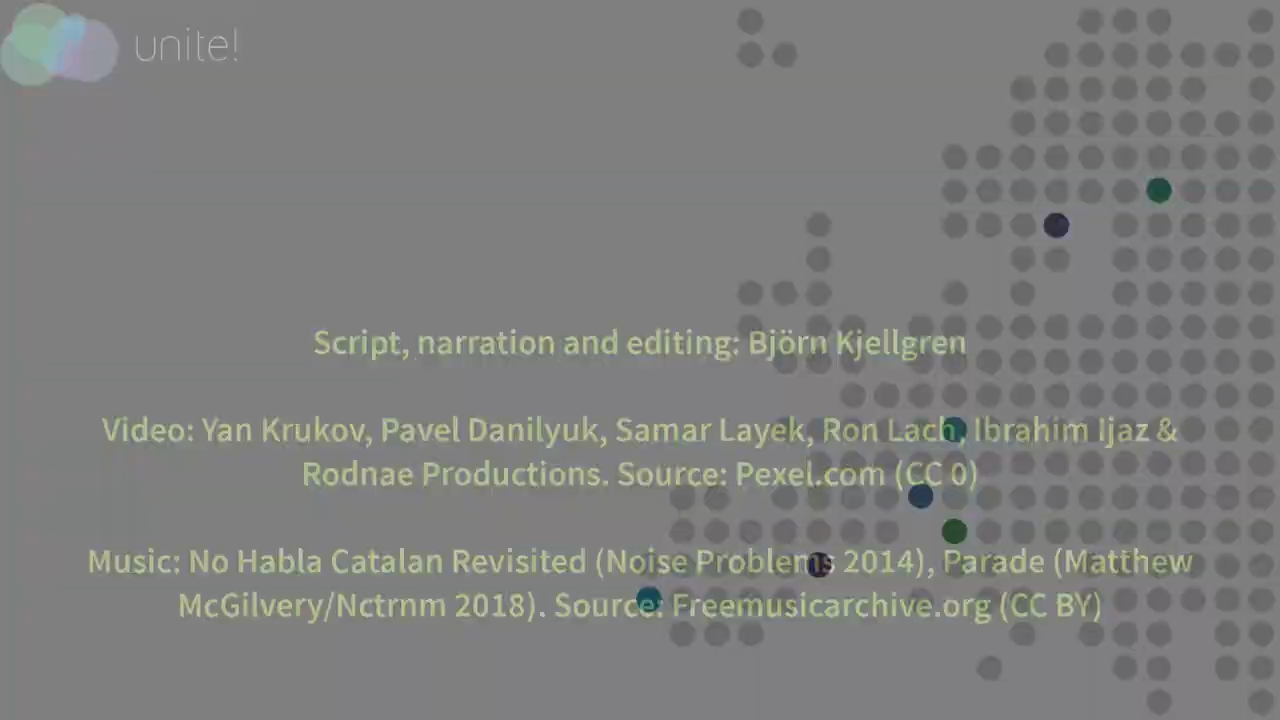 unite!
Script, narration and editing: Björn Kjellgren
Video: Yan Krukov, Pavel Danilyuk, Samar Layek, Ron Lach, Ibrahim Ijaz &
Rodnae Productions. Source: Pexel.com (CC 0)
Music: No Habla Catalan Revisited (Noise Problems 2014), Parade (Matthew
McGilvery/Nctrnm 2018). Source: Freemusicarchive.org (CC BY)